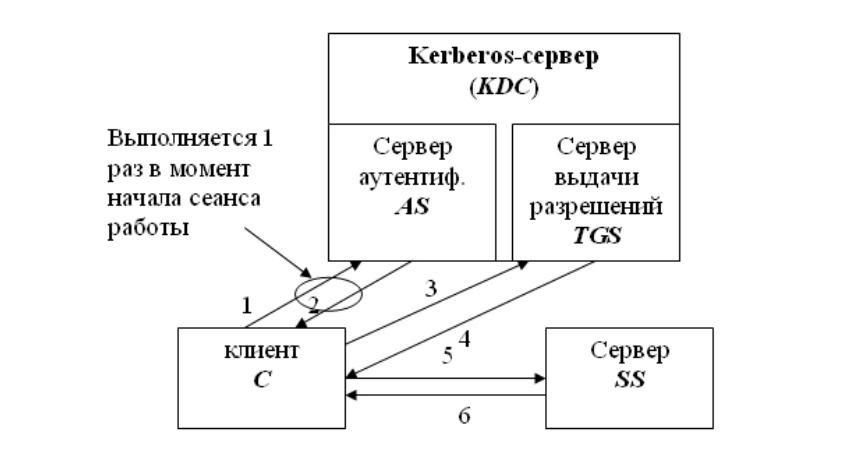 Kerberos-сервер
(KDC)
Выполняется 1
раз в момент
начала сеанса
работы
Сервер
аутентиф.
AS
Сервер
выдачи
разрешений
TGS
1
2
3
4
5
клиент
C
Сервер
SS
6